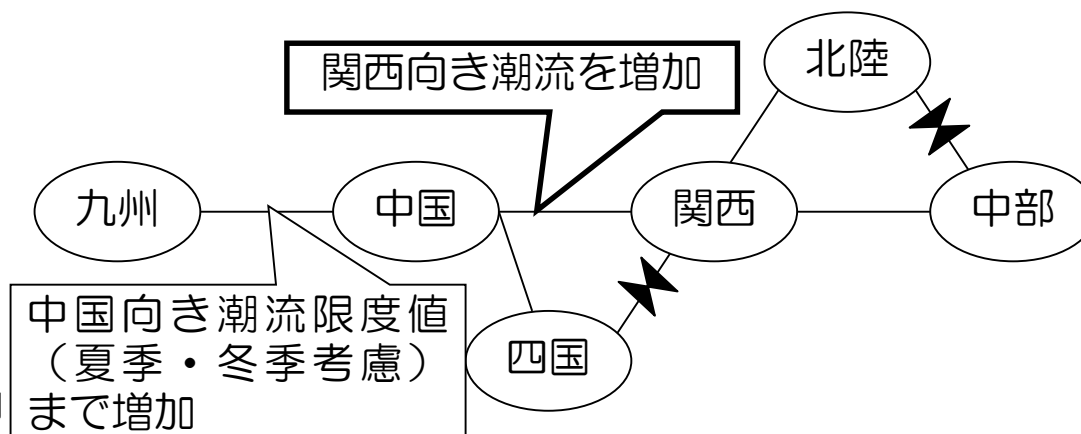 関西向き潮流を増加
北陸
九州
中国
関西
中部
中国向き潮流限度値
（夏季・冬季考慮）
まで増加
四国